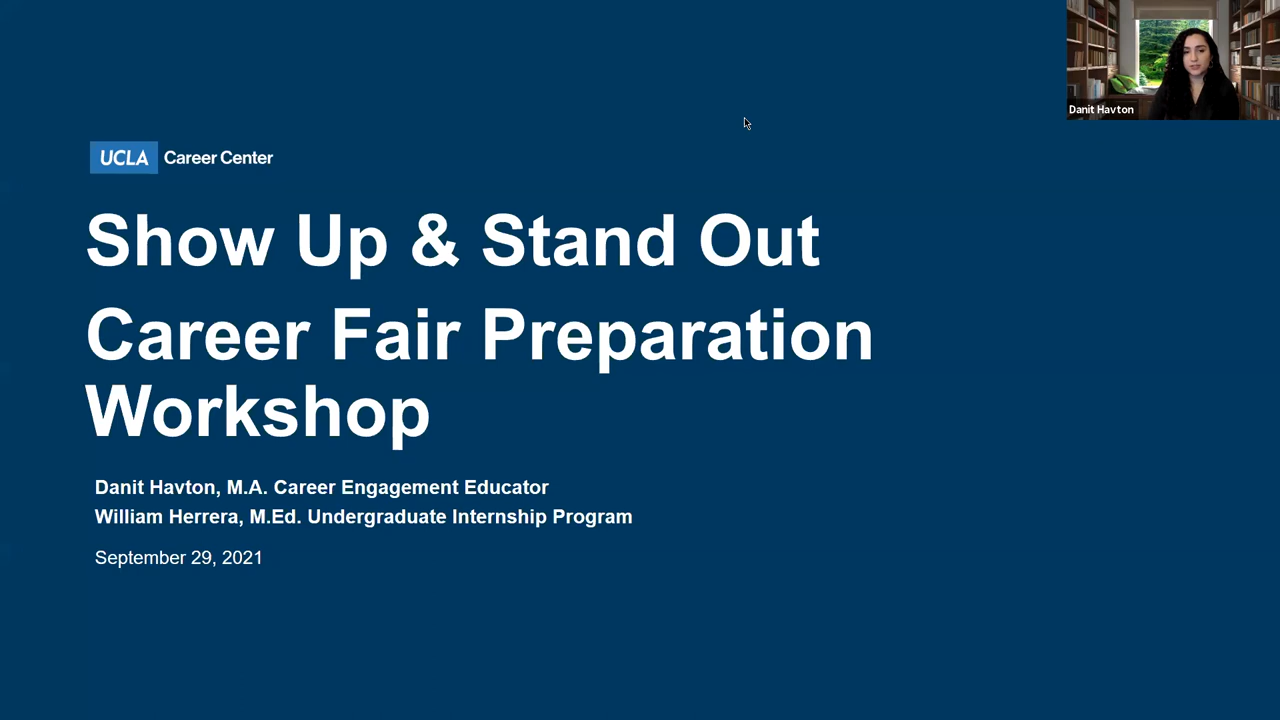 Danit Havton
UCLA Career Center
Show Up & Stand Out
Career Fair Preparation
Workshop
Danit Havton, M.A. Career Engagement Educator
William Herrera, M.Ed. Undergraduate Internship Program
September 29, 2021